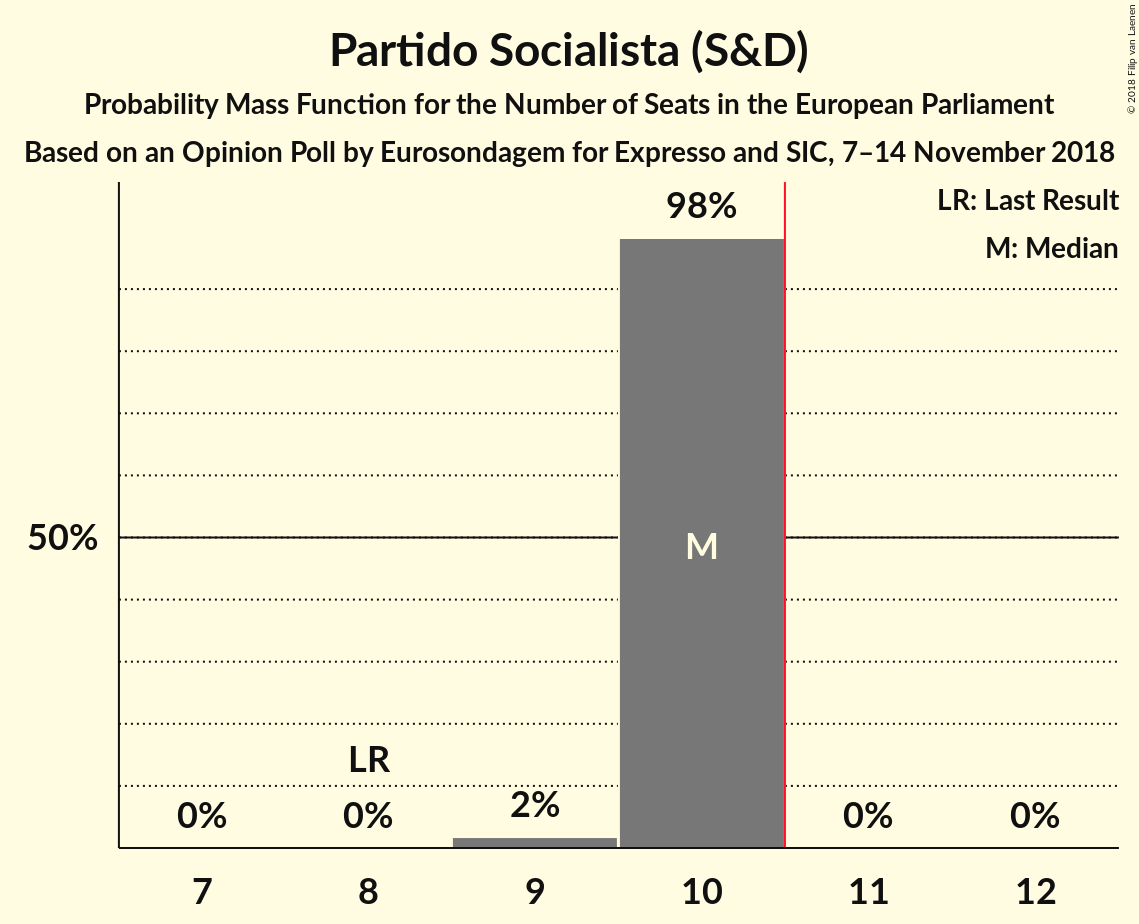 Partido Socialista (S&D)
Probability Mass Function for the Number of Seats in the European Parliament
Based on an Opinion Poll by Eurosondagem for Expresso and SIC, 7–14 November 2018
© 2018 Filip van Laenen
LR: Last Result
M: Median
98%
50%
M
LR
0%
0%
2%
0%
0%
7
8
9
10
11
12